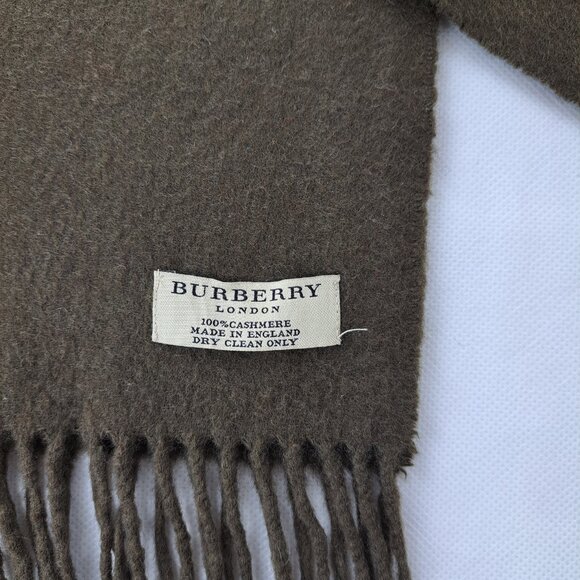 BURBERRY
LONDON
100%CASHMERE
MADE IN ENGLAND
DRY CLEAN ONLY